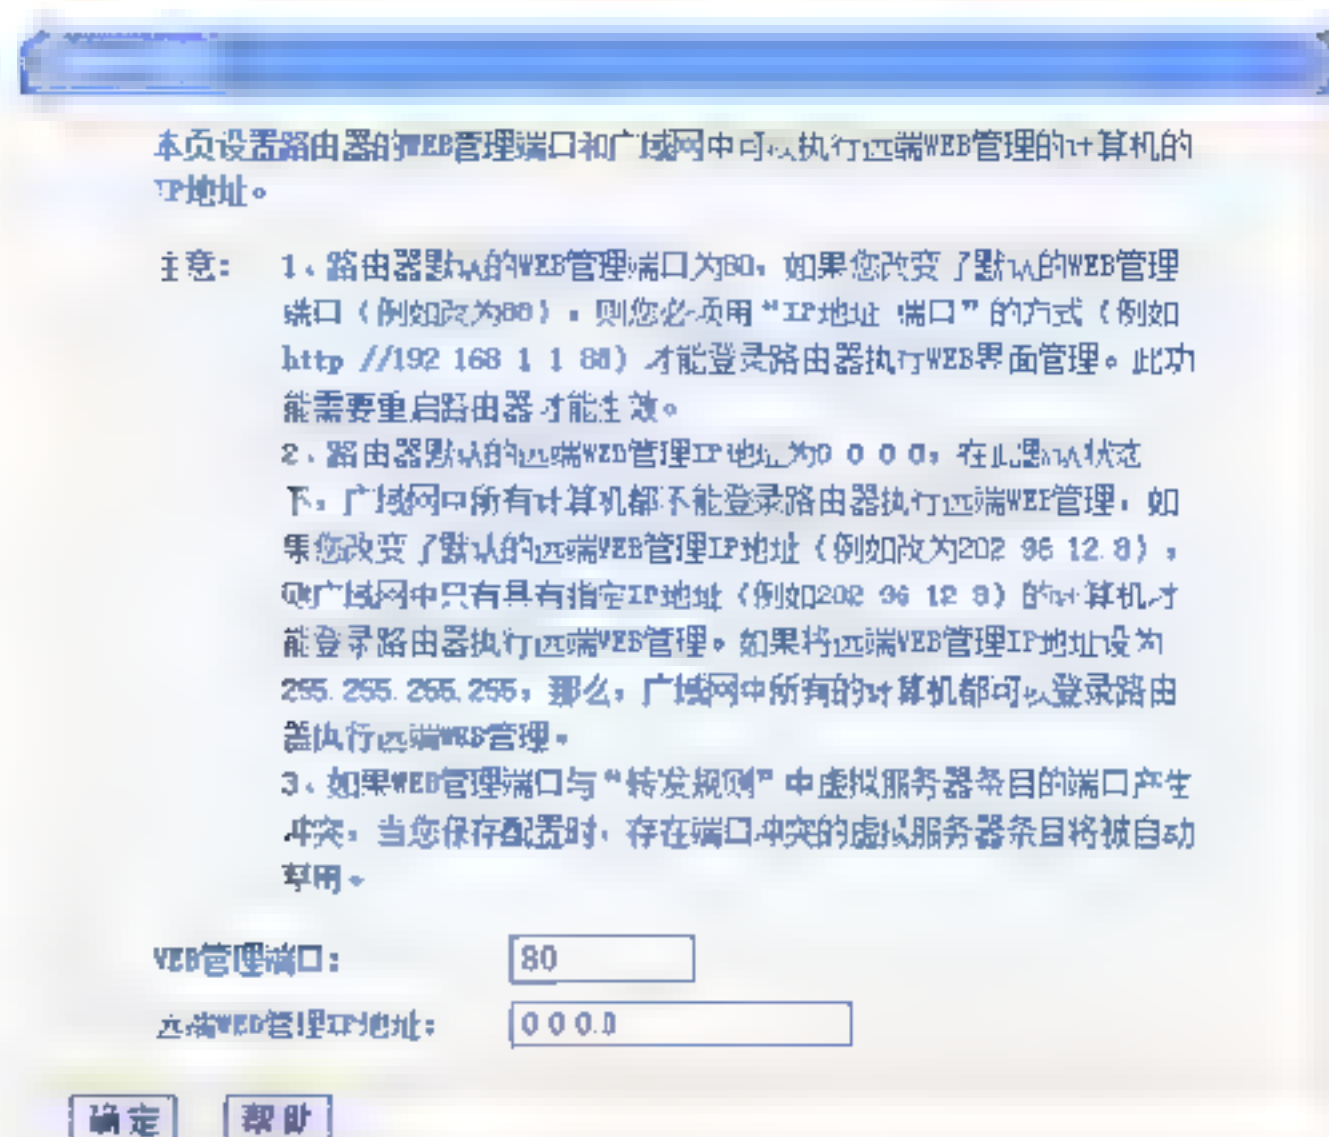 本页设置路由器的WEB管理端口和广域网中可以执行远端WEB管理的计算机的
IP地址。
注意： 1、路由器默认的WEB管理端口为80，如果您改变了默认的WEB管理
端口（例如改为88），则您必须用“IP地址:端口”的方式（例如
http://192.168.1.1:88）才能登录路由器执行WEB界面管理。此功
能需要重启路由器才能生效。
2、路由器默认的远端WEB管理IP地址为0.0.0.0，在此默认状态
下，广域网中所有计算机都不能登录路由器执行远端WEB管理，如
果您改变了默认的远端WEB管理IP地址（例如改为202.96.12.8），
则广域网中只有具有指定IP地址（例如202.96.12.8）的计算机才
能登录路由器执行远端WEB管理。如果将远端WEB管理IP地址设为
255.255.255.255，那么，广域网中所有的计算机都可以登录路由
器执行远端WEB管理。
3、如果WEB管理端口与“转发规则”中虚拟服务器条目的端口产生
冲突，当您保存配置时，存在端口冲突的虚拟服务器条目将被自动
禁用。
WEB管理端口： 80
远端WEB管理IP地址： 0.0.0.0
确定 帮助